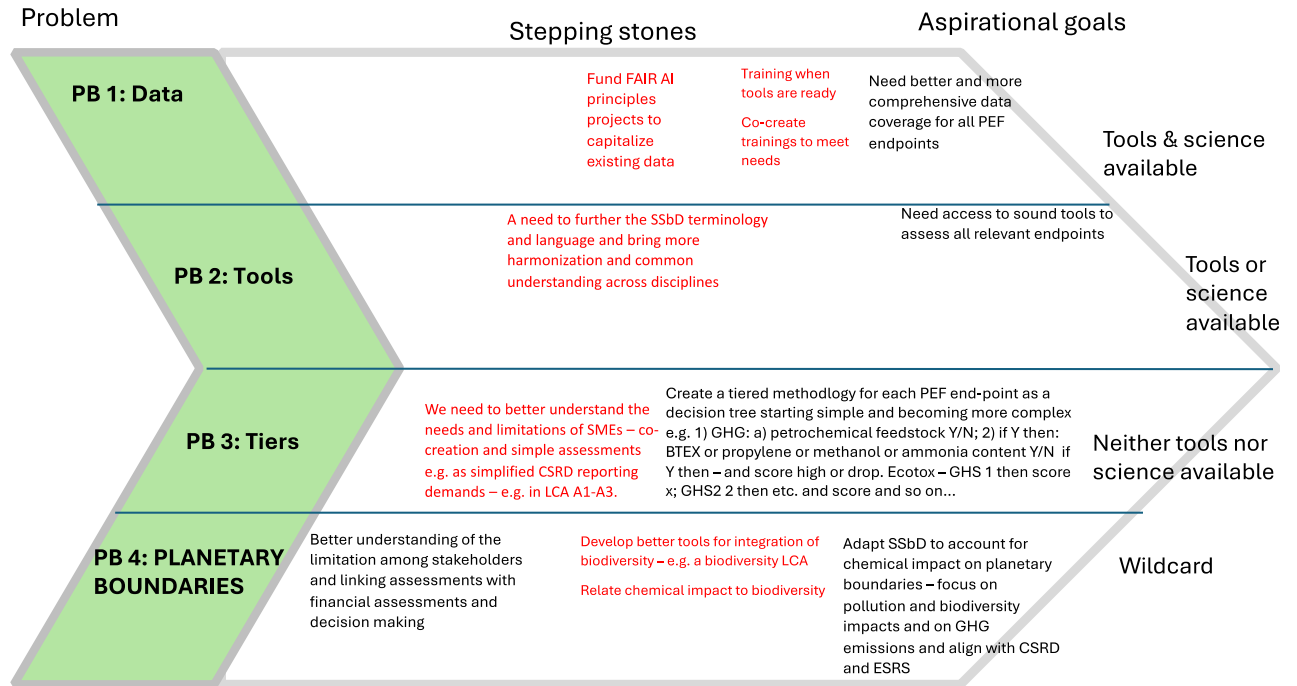 Problem
Stepping stones
Aspirational goals
PB 1: Data
Fund FAIR AI
principles
projects to
capitalize
existing data
Training when
tools are ready
Co-create
trainings to meet
needs
Need better and more
comprehensive data
coverage for all PEF
endpoints
Tools & science
available
PB 2: Tools
A need to further the SSbD terminology
and language and bring more
harmonization and common
understanding across disciplines
Need access to sound tools to
assess all relevant endpoints
Tools or
science
available
PB 3: Tiers
We need to better understand the
needs and limitations of SMEs – co-
creation and simple assessments
e.g. as simplified CSRD reporting
demands – e.g. in LCA A1-A3.
Create a tiered methodlogy for each PEF end-point as a
decision tree starting simple and becoming more complex
e.g. 1) GHG: a) petrochemical feedstock Y/N; 2) if Y then:
BTEX or propylene or methanol or ammonia content Y/N if
Y then – and score high or drop. Ecotox – GHS 1 then score
x; GHS2 2 then etc. and score and so on...
Neither tools nor
science available
PB 4: PLANETARY
BOUNDARIES
Better understanding of the
limitation among stakeholders
and linking assessments with
financial assessments and
decision making
Develop better tools for integration of
biodiversity – e.g. a biodiversity LCA
Relate chemical impact to biodiversity
Adapt SSbD to account for
chemical impact on planetary
boundaries – focus on
pollution and biodiversity
impacts and on GHG
emissions and align with CSRD
and ESRS
Wildcard